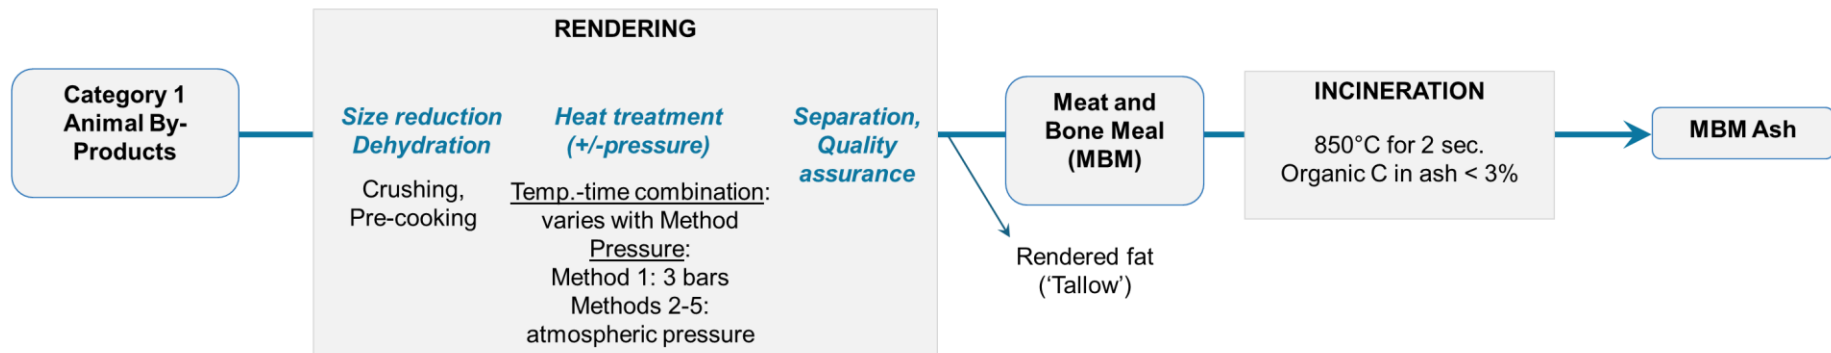 Category 1
Animal By-
Products
RENDERING
Size reduction
Dehydration
Crushing,
Pre-cooking
Heat treatment
(+/-pressure)
Temp.-time combination:
varies with Method
Pressure:
Method 1: 3 bars
Methods 2-5:
atmospheric pressure
Separation,
Quality
assurance
Rendered fat
(‘Tallow’)
Meat and
Bone Meal
(MBM)
INCINERATION
850°C for 2 sec.
Organic C in ash < 3%
MBM Ash